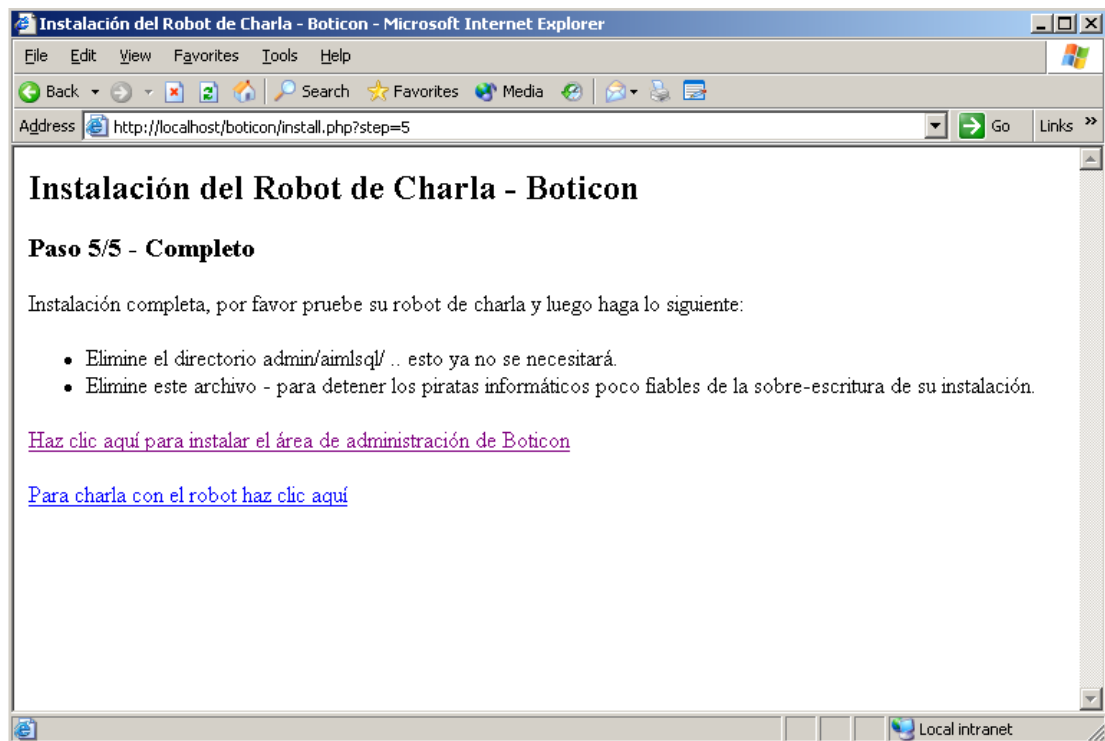 Instalación del Robot de Charla - Boticon - Microsoft Internet Explorer
File Edit View Favorites Tools Help
Back Search Favorites Media
Address http://localhost/boticon/install.php?step=5 Go Links »
Instalación del Robot de Charla - Boticon
Paso 5/5 - Completo
Instalación completa, por favor pruebe su robot de charla y luego haga lo siguiente:
• Elimine el directorio admin/aimlsql/ .. esto ya no se necesitará.
• Elimine este archivo - para detener los piratas informáticos poco fiables de la sobre-escritura de su instalación.
Haz clic aquí para instalar el área de administración de Boticon
Para charla con el robot haz clic aquí
Local intranet